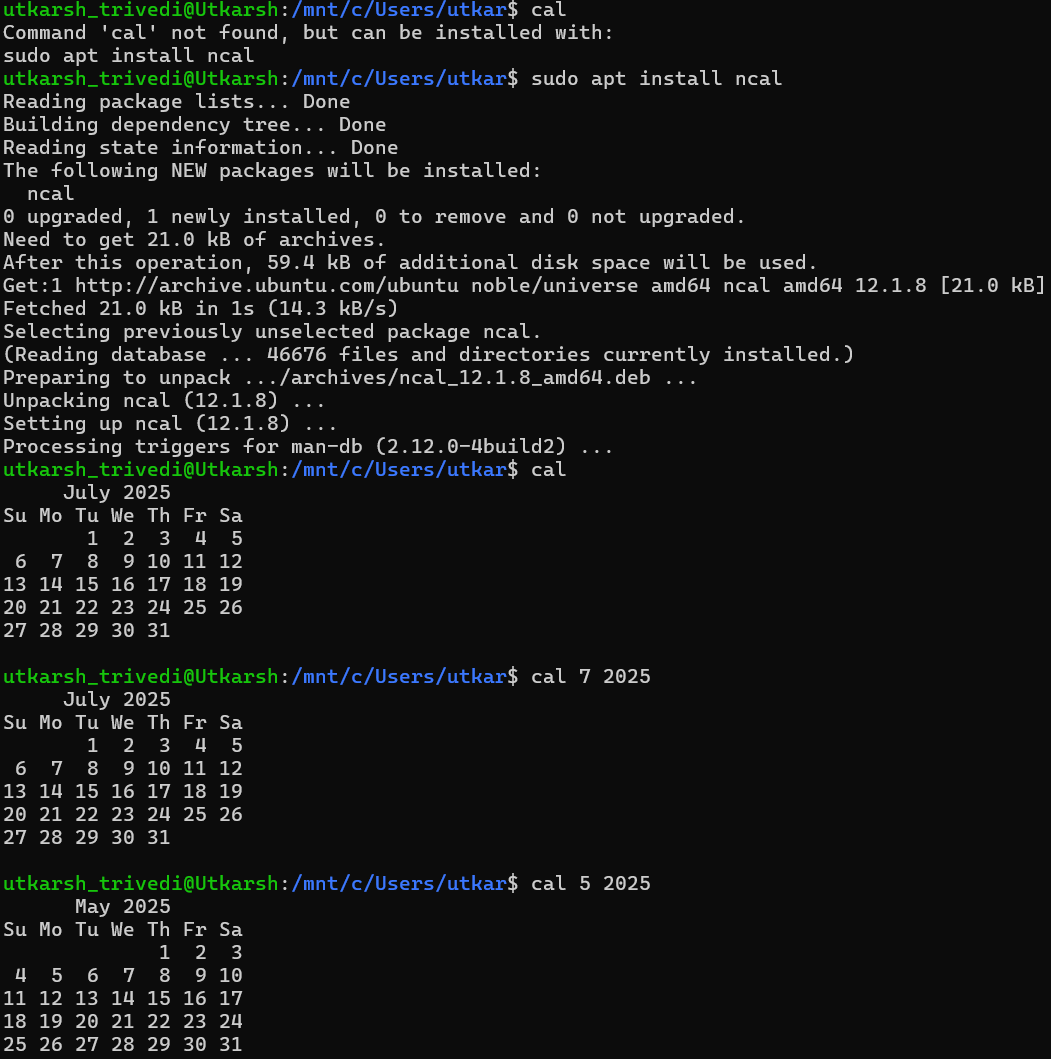 utkarsh_trivedi@Utkarsh:/mnt/c/Users/utkar$ cal
Command 'cal' not found, but can be installed with:
sudo apt install ncal
utkarsh_trivedi@Utkarsh:/mnt/c/Users/utkar$ sudo apt install ncal
Reading package lists... Done
Building dependency tree... Done
Reading state information... Done
The following NEW packages will be installed:
  ncal
0 upgraded, 1 newly installed, 0 to remove and 0 not upgraded.
Need to get 21.0 kB of archives.
After this operation, 59.4 kB of additional disk space will be used.
Get:1 http://archive.ubuntu.com/ubuntu noble/universe amd64 ncal amd64 12.1.8 [21.0 kB]
Fetched 21.0 kB in 1s (14.3 kB/s)
Selecting previously unselected package ncal.
(Reading database ... 46676 files and directories currently installed.)
Preparing to unpack .../archives/ncal_12.1.8_amd64.deb ...
Unpacking ncal (12.1.8) ...
Setting up ncal (12.1.8) ...
Processing triggers for man-db (2.12.0-4build2) ...
utkarsh_trivedi@Utkarsh:/mnt/c/Users/utkar$ cal
     July 2025
Su Mo Tu We Th Fr Sa
       1  2  3  4  5
 6  7  8  9 10 11 12
13 14 15 16 17 18 19
20 21 22 23 24 25 26
27 28 29 30 31

utkarsh_trivedi@Utkarsh:/mnt/c/Users/utkar$ cal 7 2025
     July 2025
Su Mo Tu We Th Fr Sa
       1  2  3  4  5
 6  7  8  9 10 11 12
13 14 15 16 17 18 19
20 21 22 23 24 25 26
27 28 29 30 31

utkarsh_trivedi@Utkarsh:/mnt/c/Users/utkar$ cal 5 2025
      May 2025
Su Mo Tu We Th Fr Sa
             1  2  3
 4  5  6  7  8  9 10
11 12 13 14 15 16 17
18 19 20 21 22 23 24
25 26 27 28 29 30 31